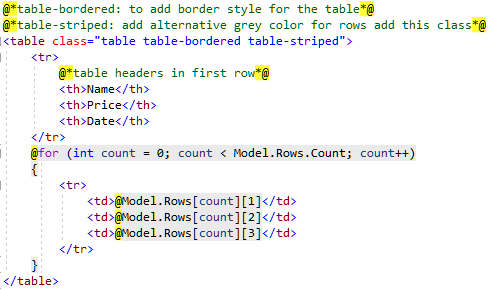 @*table-bordered: to add border style for the table*@
@*table-striped: add alternative grey color for rows add this class*@
<table class="table table-bordered table-striped">
<tr>
@*table headers in first row*@
<th>Name</th>
<th>Price</th>
<th>Date</th>
</tr>
@for (int count = 0; count < Model.Rows.Count; count++)
{
<tr>
<td>@Model.Rows[count][1]</td>
<td>@Model.Rows[count][2]</td>
<td>@Model.Rows[count][3]</td>
</tr>
}
</table>